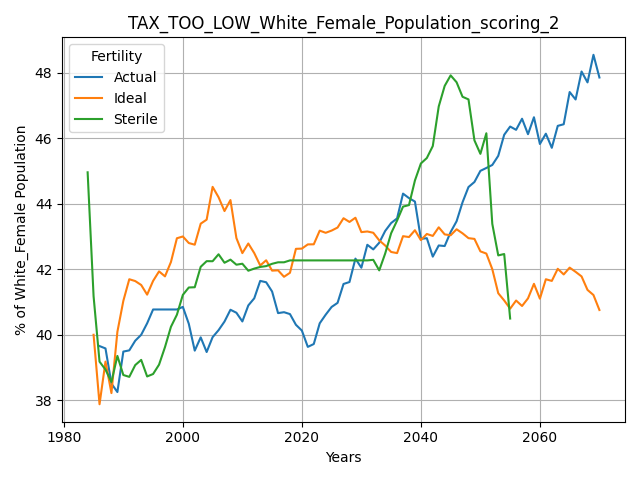 TAX_TOO_LOW_White_Female_Population_scoring_2
Fertility
Actual
Ideal
Sterile
% of White_Female Population
48
46
44
42
40
38
1980
2000
2020
2040
2060
Years